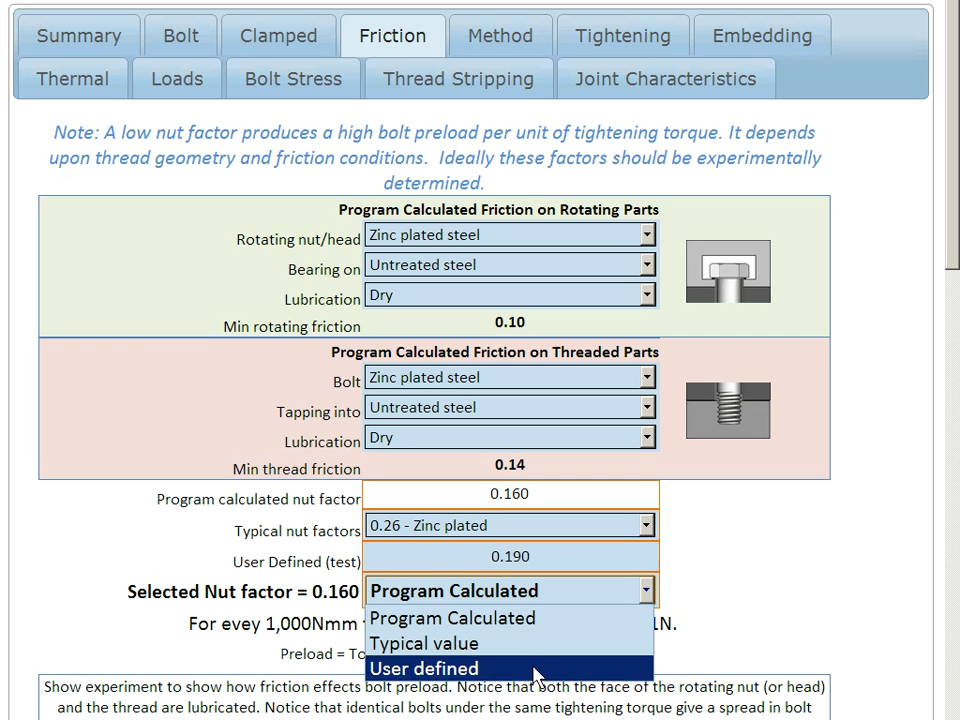 Summary Bolt Clamped Friction Method Tightening Embedding
Thermal Loads Bolt Stress Thread Stripping Joint Characteristics
Note: A low nut factor produces a high bolt preload per unit of tightening torque. It depends
upon thread geometry and friction conditions. Ideally these factors should be experimentally
determined.
Program Calculated Friction on Rotating Parts
Rotating nut/head Zinc plated steel
Bearing on Untreated steel
Lubrication Dry
Min rotating friction 0.10
Program Calculated Friction on Threaded Parts
Bolt Zinc plated steel
Tapping into Untreated steel
Lubrication Dry
Min thread friction 0.14
Program calculated nut factor 0.160
Typical nut factors 0.26 - Zinc plated
User Defined (test) 0.190
Selected Nut factor = 0.160 Program Calculated
Program Calculated
For evey 1,000Nmm
Typical value
Preload =
User defined
Show experiment to show how friction effects bolt preload. Notice that both the face of the rotating nut (or head)
and the thread are lubricated. Notice that identical bolts under the same tightening torque give a spread in bolt